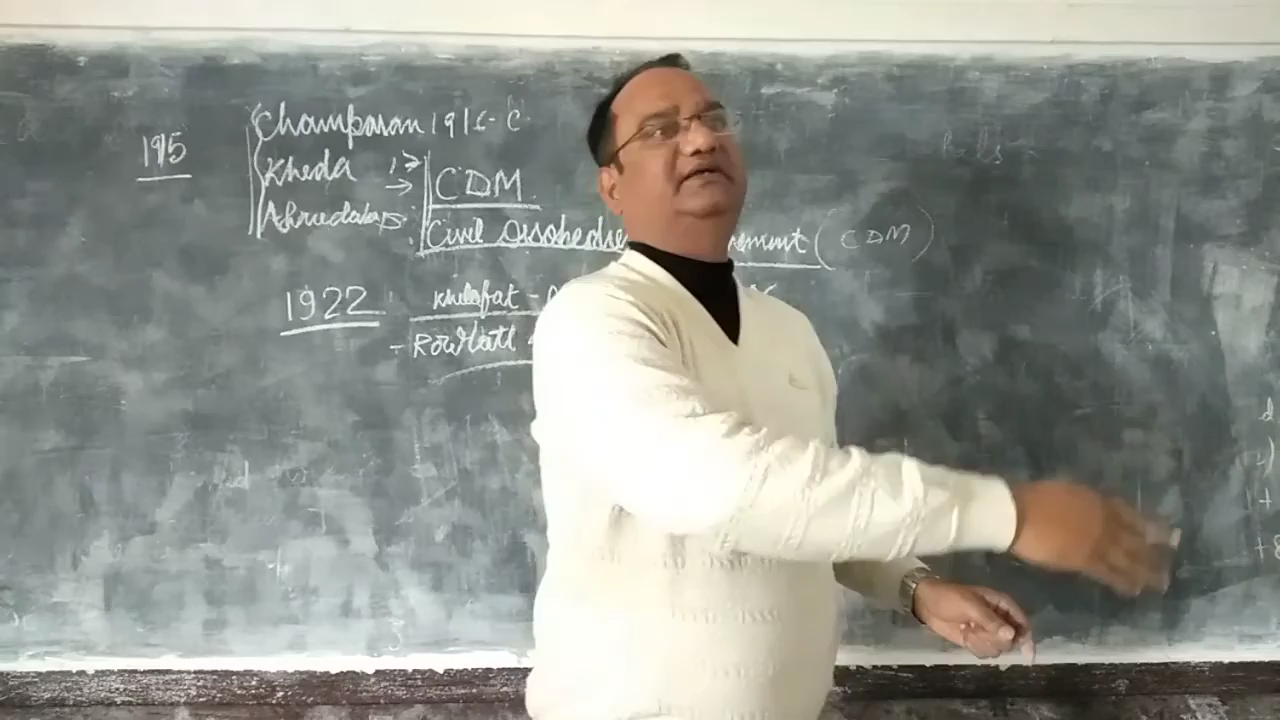 1915
Champaran 1916-C
Kheda
Ahmedabad
CDM
Civil Disobedie ement (CDM)
1922
Khilafat -
- Rowlatt